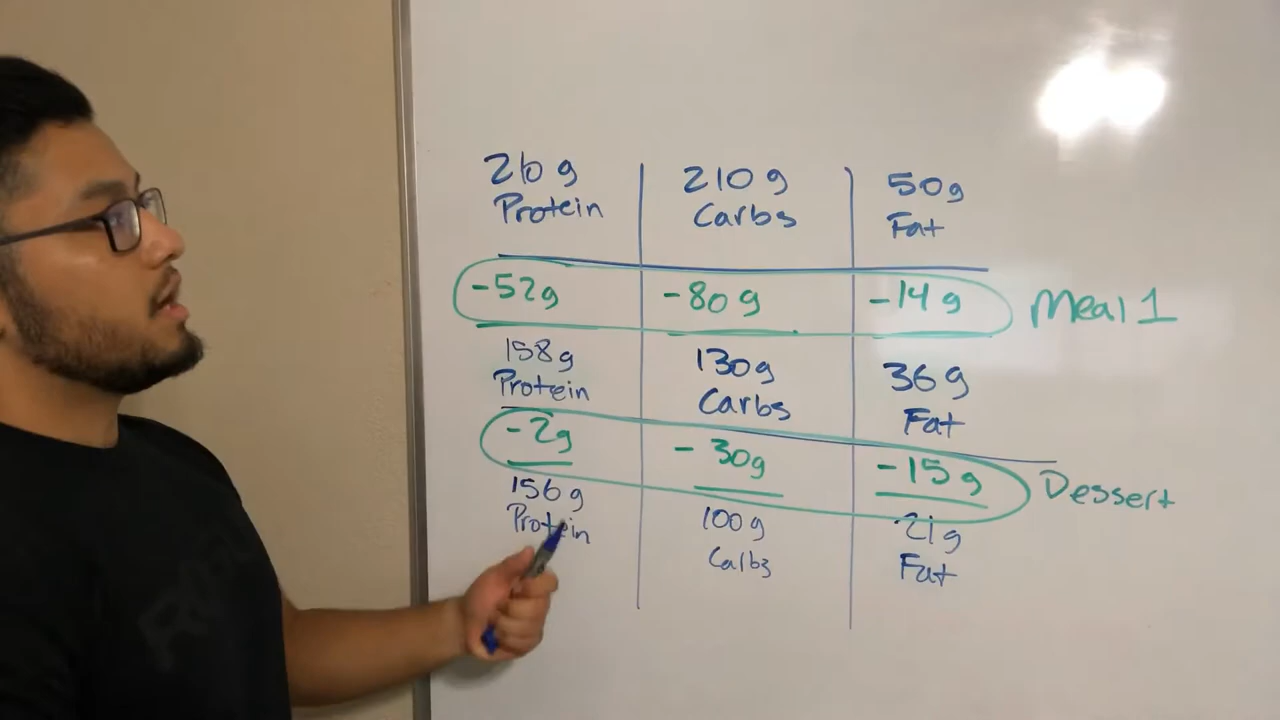 210g 210g 50g
Protein Carbs Fat
-52g -80g -14g Meal 1
158g 130g 36g
Protein Carbs Fat
-2g -30g -15g Dessert
156g 100g 21g
Protein Carbs Fat